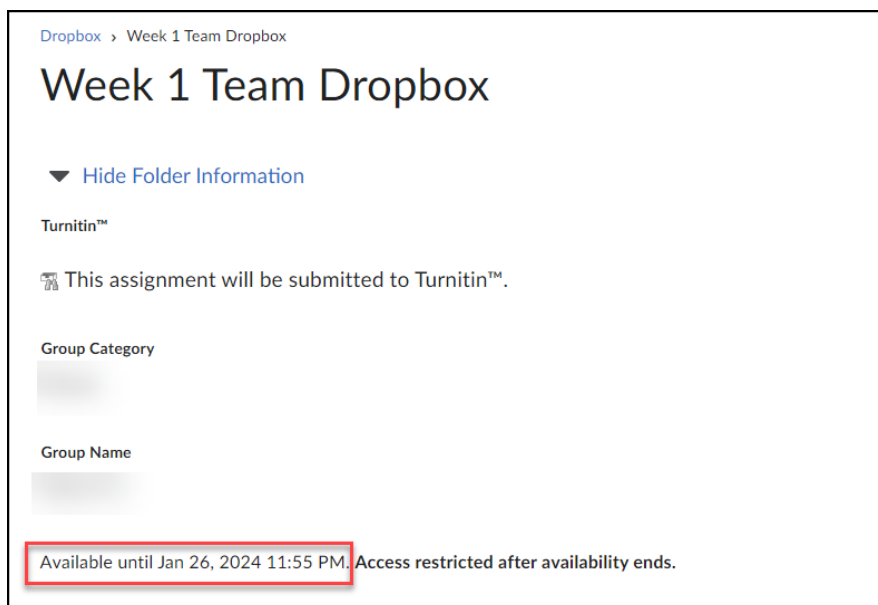 Dropbox › Week 1 Team Dropbox
Week 1 Team Dropbox
Hide Folder Information
Turnitin™
This assignment will be submitted to Turnitin™.
Group Category
Group Name
Available until Jan 26, 2024 11:55 PM. Access restricted after availability ends.